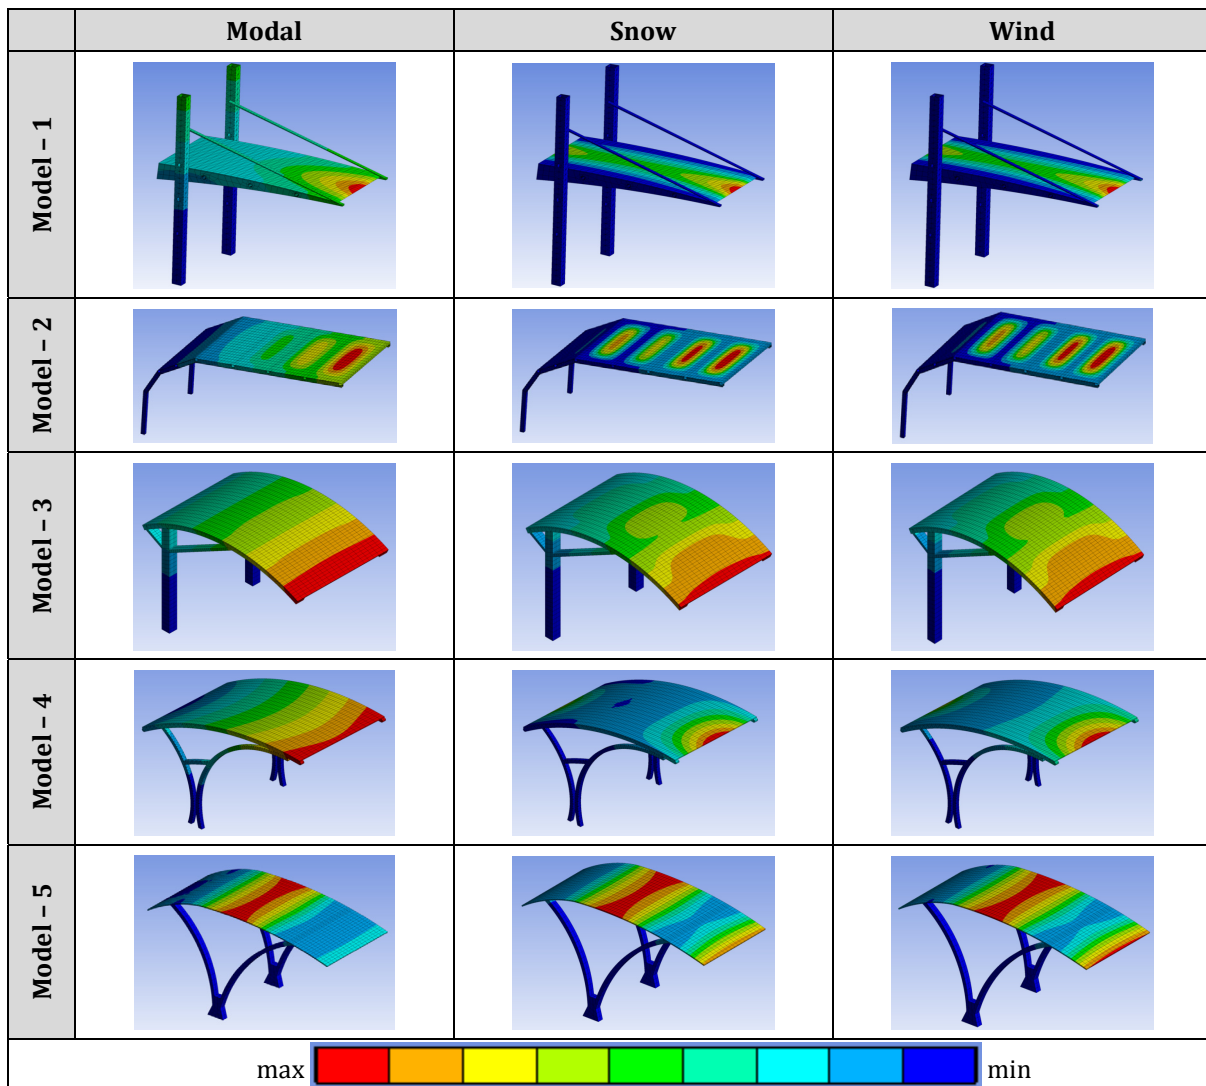 Modal Snow Wind
Model – 1
Model – 2
Model – 3
Model – 4
Model – 5
max min